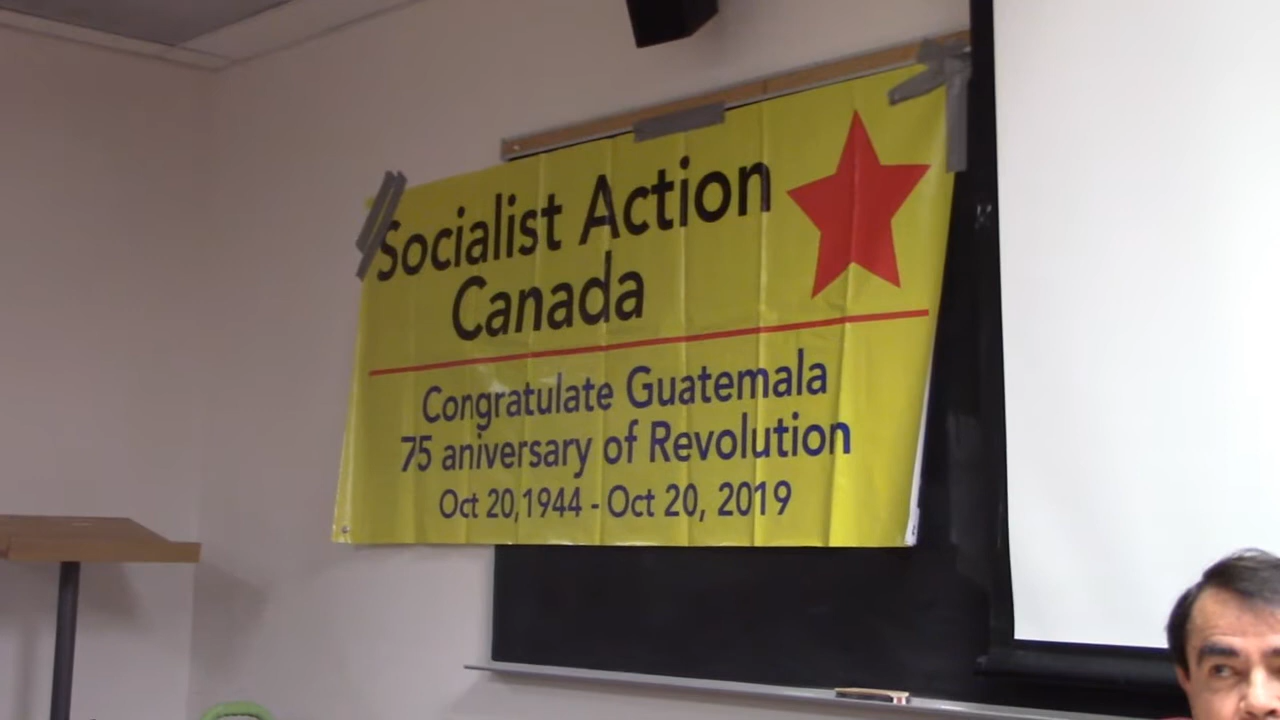 Socialist Action
Canada
Congratulate Guatemala
75 aniversary of Revolution
Oct 20,1944 - Oct 20, 2019